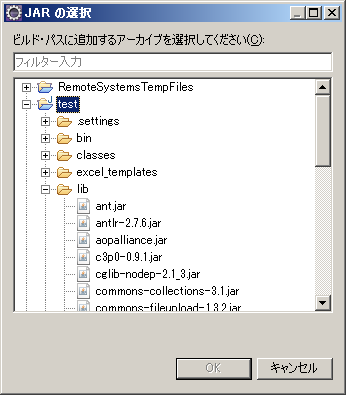 JAR の選択
ビルド・パスに追加するアーカイブを選択してください(C):
フィルター入力
RemoteSystemsTempFiles
test
.settings
bin
classes
excel_templates
lib
ant.jar
antlr-2.7.6.jar
aopalliance.jar
c3p0-0.9.1.jar
cglib-nodep-2.1_3.jar
commons-collections-3.1.jar
commons-fileupload-1.3.2.jar
OK
キャンセル